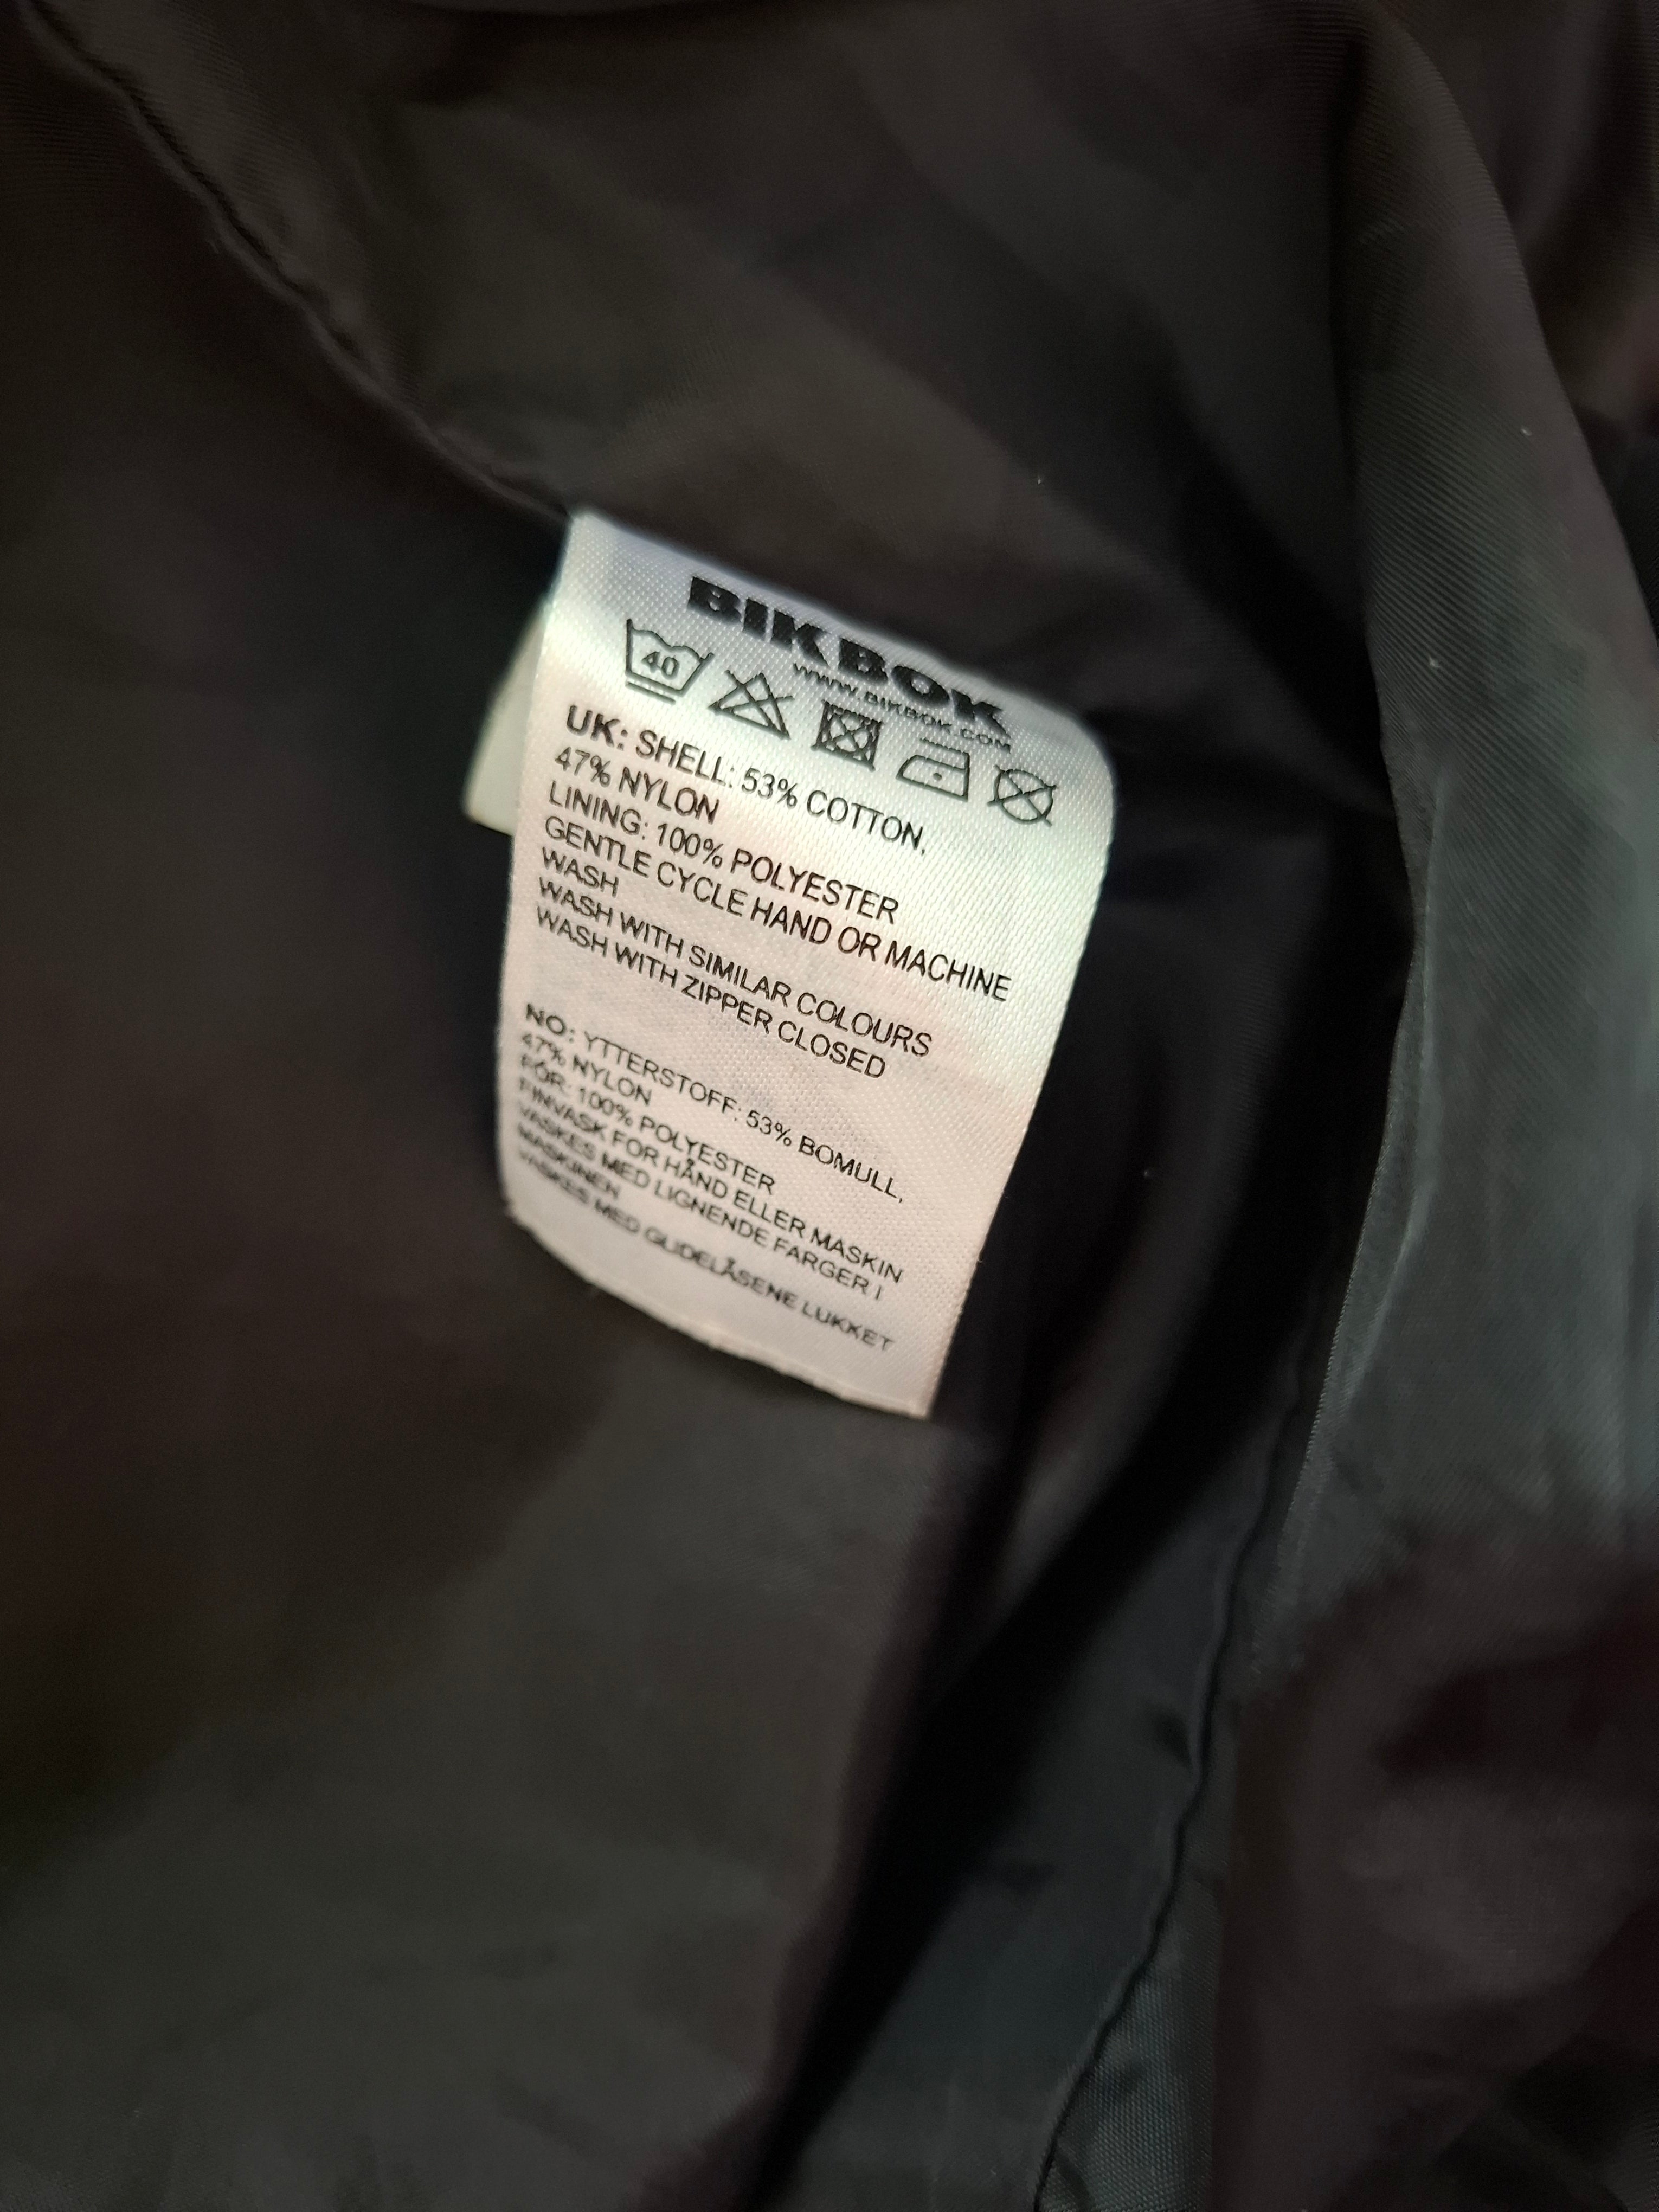 BIKBOK
WWW.BIKBOK.COM
40
UK: SHELL: 53% COTTON,
47% NYLON
LINING: 100% POLYESTER
GENTLE CYCLE HAND OR MACHINE
WASH
WASH WITH SIMILAR COLOURS
WASH WITH ZIPPER CLOSED
NO: YTTERSTOFF: 53% BOMULL,
47% NYLON
FÓR: 100% POLYESTER
FINVASK FOR HÅND ELLER MASKIN
VASKES MED LIGNENDE FARGER I
MASKINEN
VASKES MED GLIDELÅSENE LUKKET